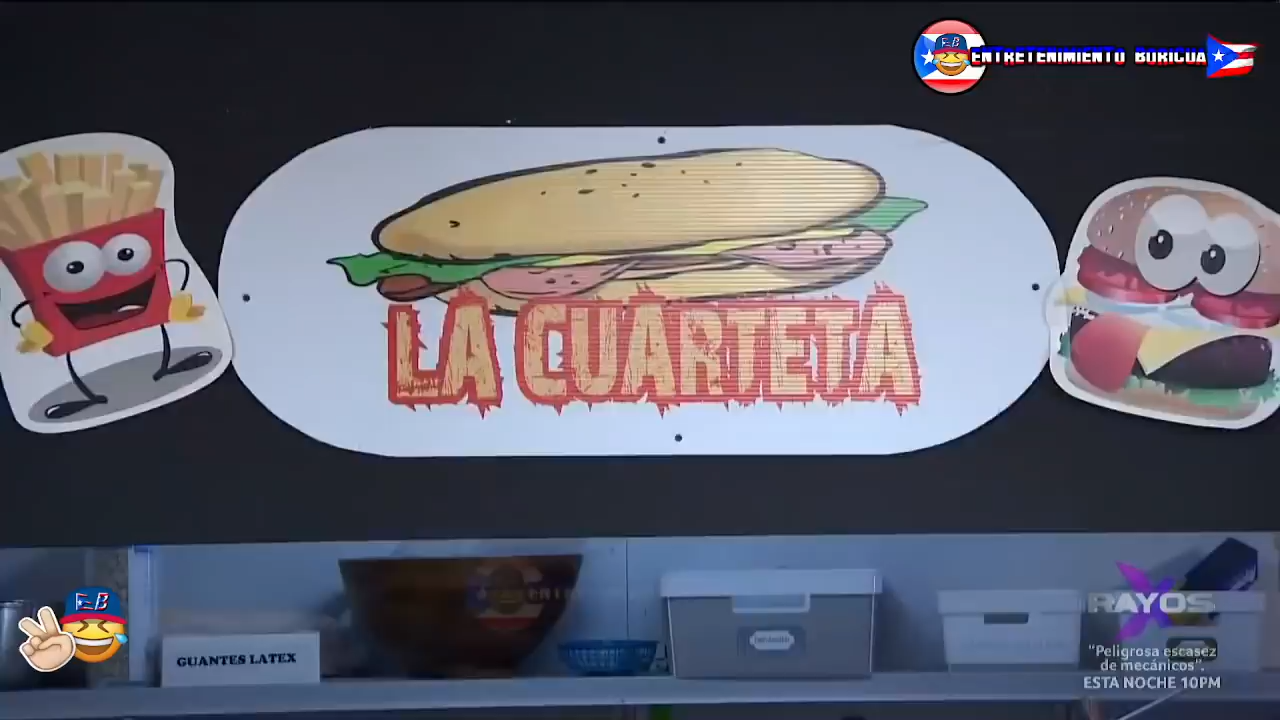 EB
ENTRETENIMIENTO BORICUA
LA CUARTETA
GUANTES LATEX
EB
RAYOS X
"Peligrosa escasez
de mecánicos".
ESTA NOCHE 10PM